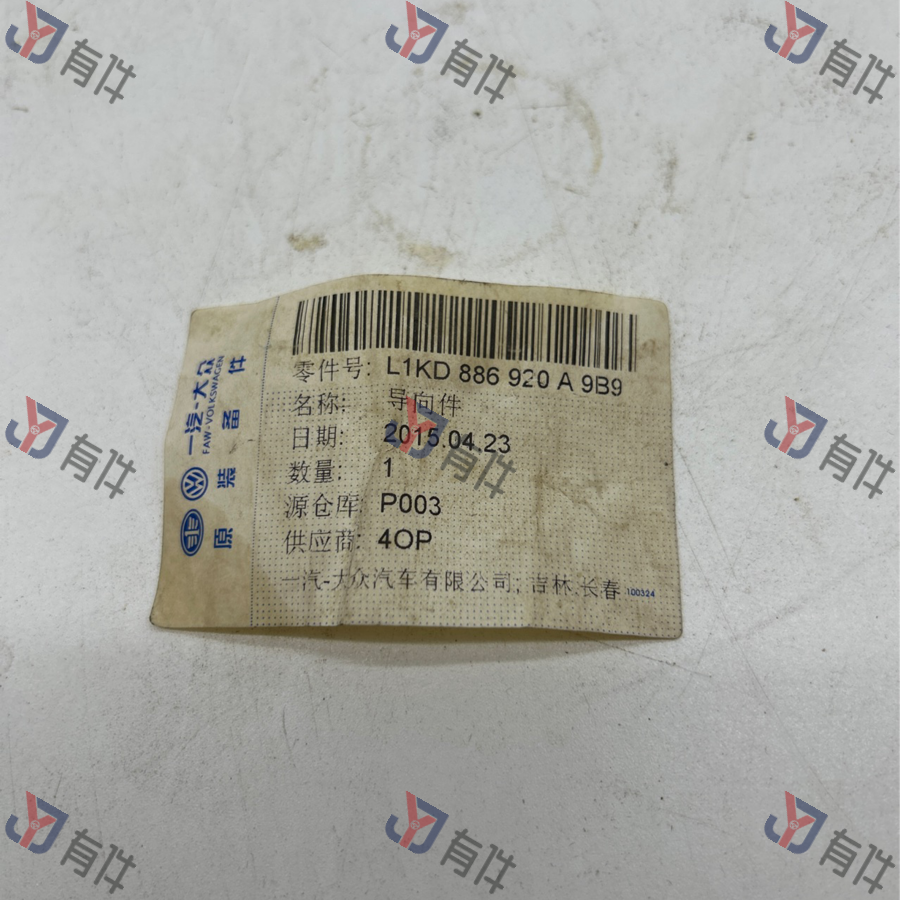 有件
有件
有件
一汽-大众
FAW-VOLKSWAGEN
原装备件
零件号: L1KD 886 920 A 9B9
名称: 导向件
日期: 2015.04.23
数量: 1
源仓库: P003
供应商: 4OP
一汽-大众汽车有限公司; 吉林.长春 100324
有件
有件
有件
有件
有件
有件